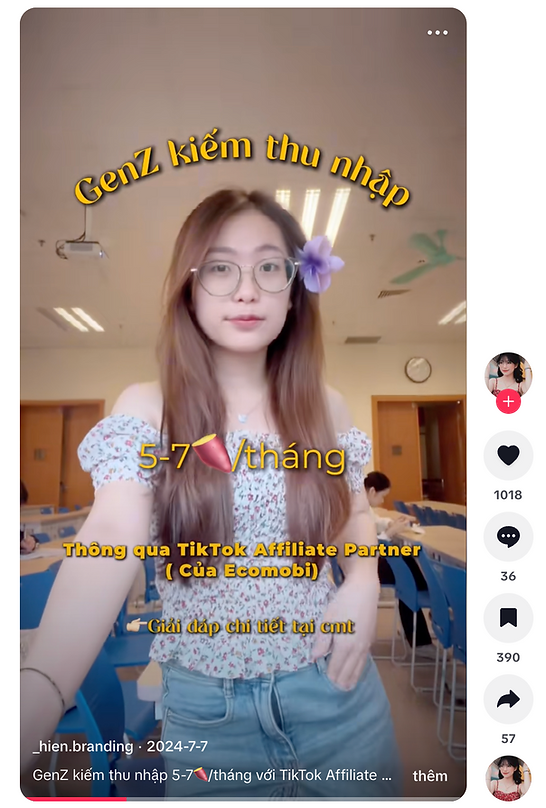 GenZ kiếm thu nhập
5-7🍠/tháng
Thông qua TikTok Affiliate Partner
( Của Ecomobi)
👉Giải đáp chi tiết tại cmt
_hien.branding · 2024-7-7
GenZ kiếm thu nhập 5-7🍠/tháng với TikTok Affiliate ...
thêm
1018
36
390
57